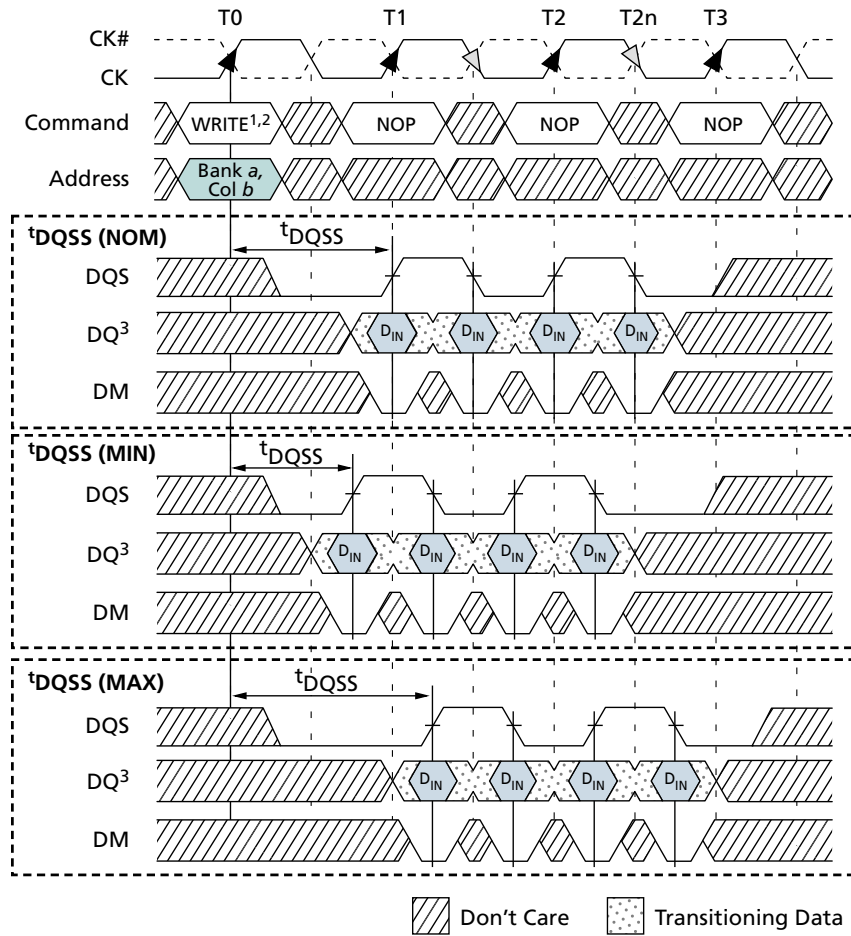 T0 T1 T2 T2n T3
CK#
CK
Command WRITE1,2 NOP NOP NOP
Address Bank a, Col b
tDQSS (NOM) tDQSS
DQS
DQ3 DIN DIN DIN DIN
DM
tDQSS (MIN) tDQSS
DQS
DQ3 DIN DIN DIN DIN
DM
tDQSS (MAX) tDQSS
DQS
DQ3 DIN DIN DIN DIN
DM
Don't Care Transitioning Data